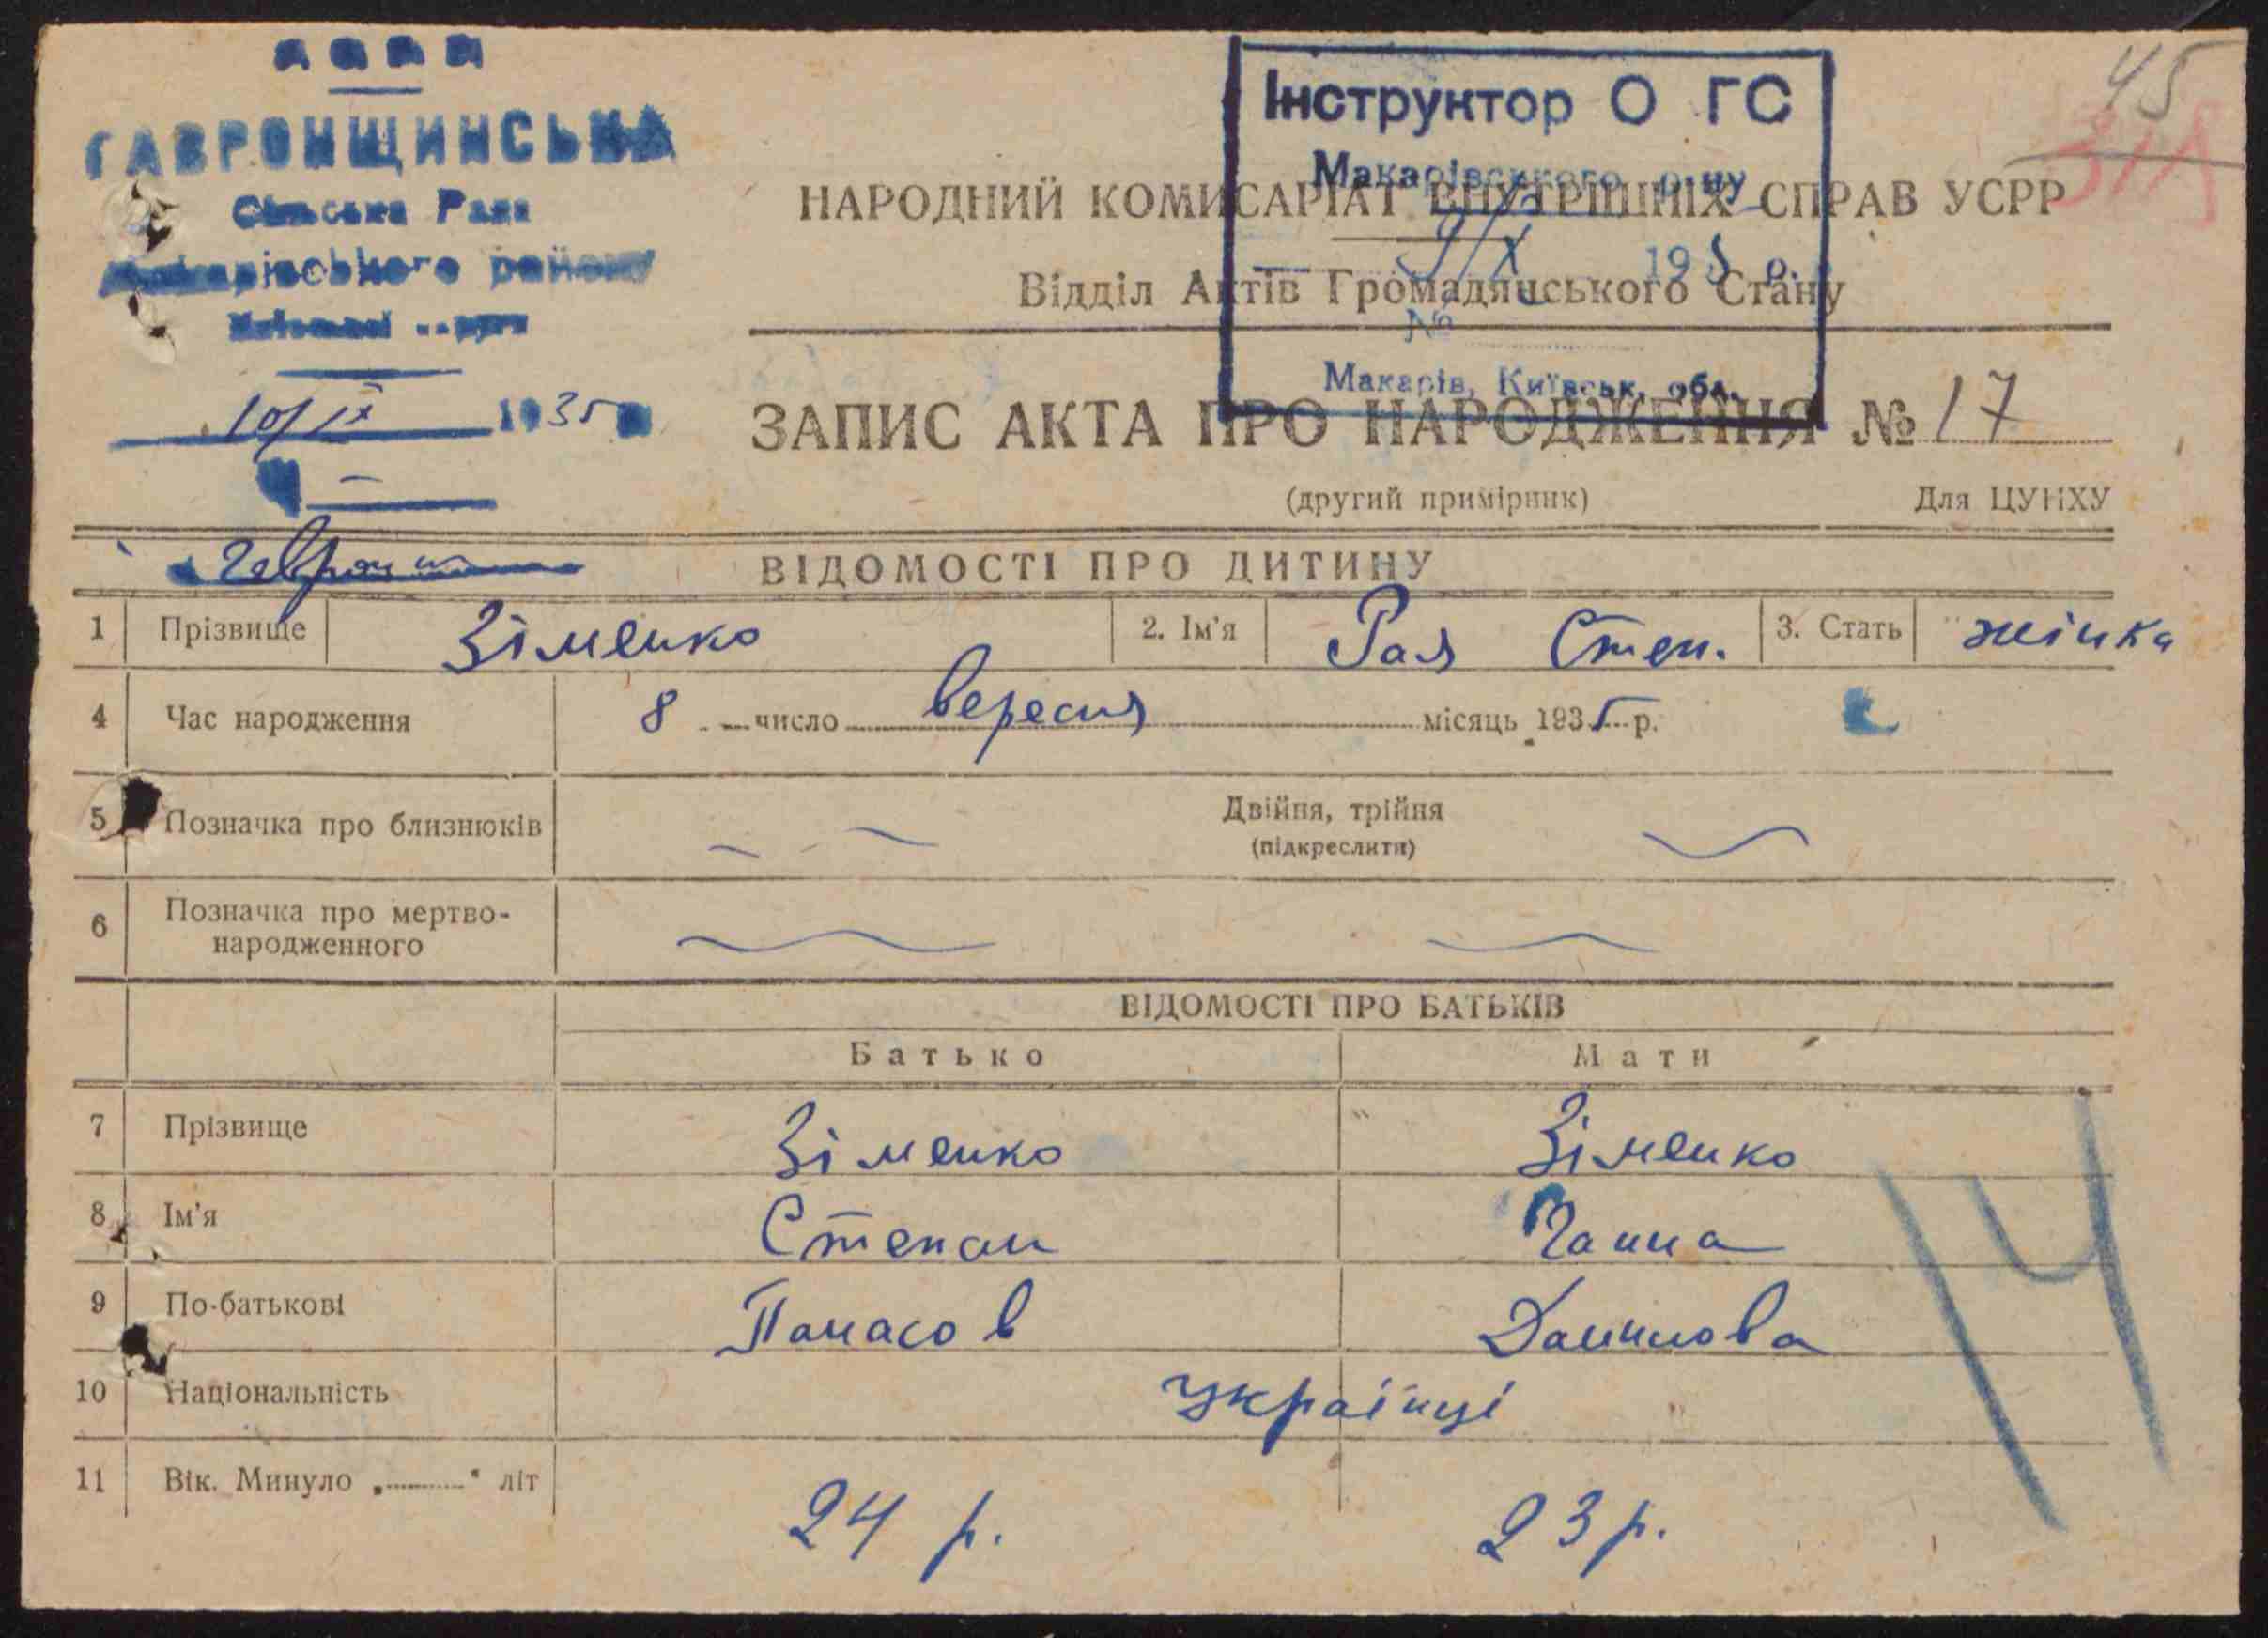 УСРР
ГАВРОНЩИНСЬКА
Сільська Рада
Макарівського району
Київської
10/IX 1935
Інструктор О ГС
Макарівського р-ну
9/X 1935 р.
№
Макарів, Київськ. обл.
45
318
НАРОДНИЙ КОМИСАРІАТ ВНУТРІШНІХ СПРАВ УСРР
Відділ Актів Громадянського Стану
ЗАПИС АКТА ПРО НАРОДЖЕННЯ № 17
(другий примірник) Для ЦУНХУ
ВІДОМОСТІ ПРО ДИТИНУ
1 Прізвище Зіменко 2. Ім'я Рая Степ. 3. Стать жінка
4 Час народження 8 число вересня місяць 1935 р.
5 Позначка про близнюків Двійня, трійня
(підкреслити)
6 Позначка про мертво-
народженного
ВІДОМОСТІ ПРО БАТЬКІВ
Батько Мати
7 Прізвище Зіменко Зіменко
8 Ім'я Степан Ганна
9 По-батькові Панасов Данилова
10 Національність українці
11 Вік. Минуло „ “ літ 24 р. 23 р.